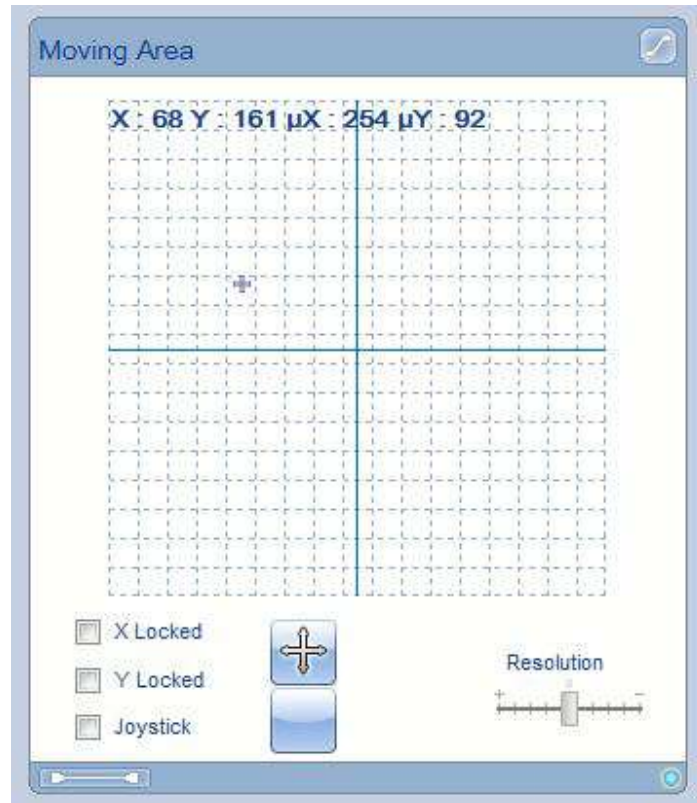 Moving Area
X : 68 Y : 161 µX : 254 µY : 92
X Locked
Y Locked
Joystick
Resolution
+ −